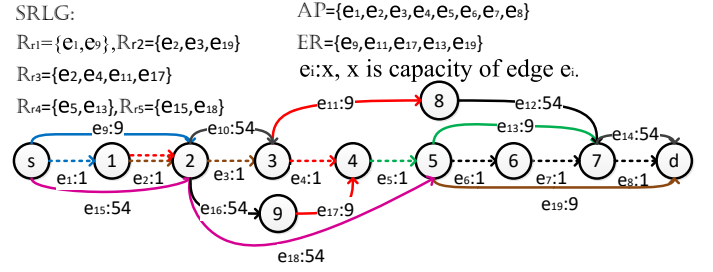 SRLG:
AP={e1,e2,e3,e4,e5,e6,e7,e8}
Rr1={e1,e9},Rr2={e2,e3,e19}
ER={e9,e11,e17,e13,e19}
Rr3={e2,e4,e11,e17}
ei:x, x is capacity of edge ei.
Rr4={e5,e13},Rr5={e15,e18}
8
e11:9
e12:54
e9:9
e10:54
e13:9
e14:54
s
1
2
3
4
5
6
7
d
e1:1
e2:1
e3:1
e4:1
e5:1
e6:1
e7:1
e8:1
e15:54
e16:54
9
e17:9
e19:9
e18:54